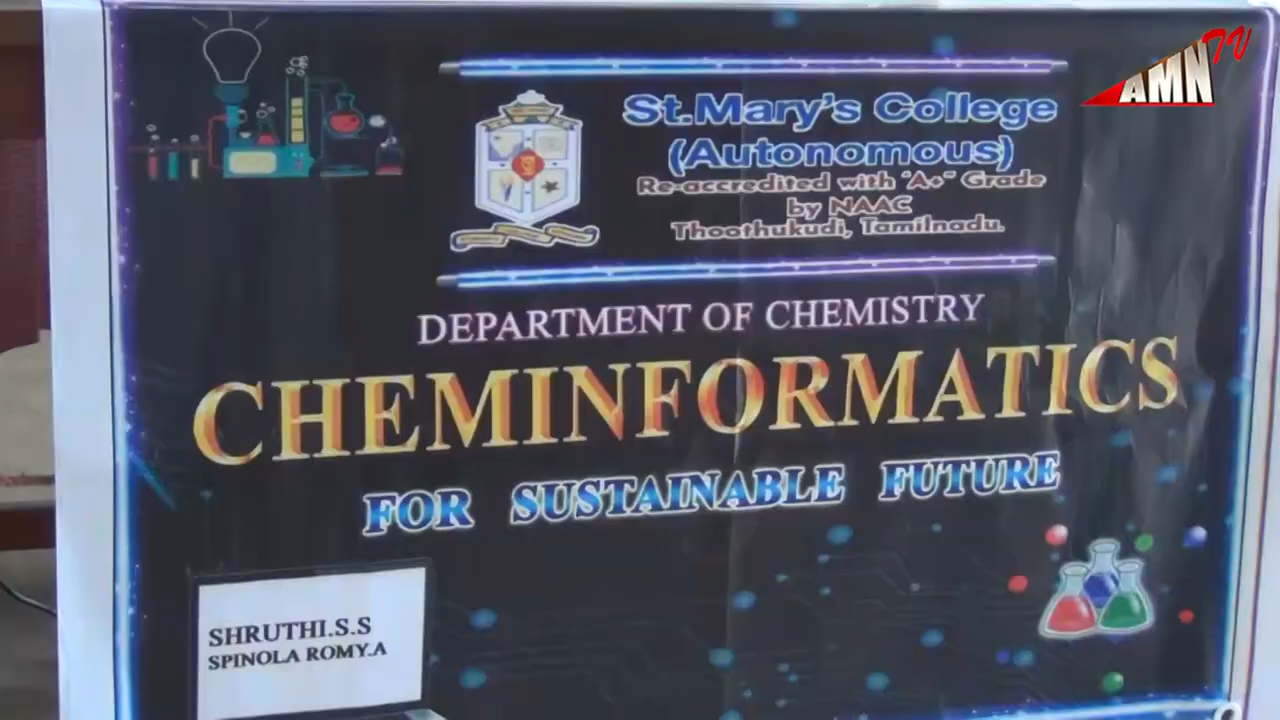 AMN TV
St.Mary's College
(Autonomous)
Re-accredited with "A+" Grade
by NAAC
Thoothukudi, Tamilnadu.
DEPARTMENT OF CHEMISTRY
CHEMINFORMATICS
FOR SUSTAINABLE FUTURE
SHRUTHI.S.S
SPINOLA ROMY.A